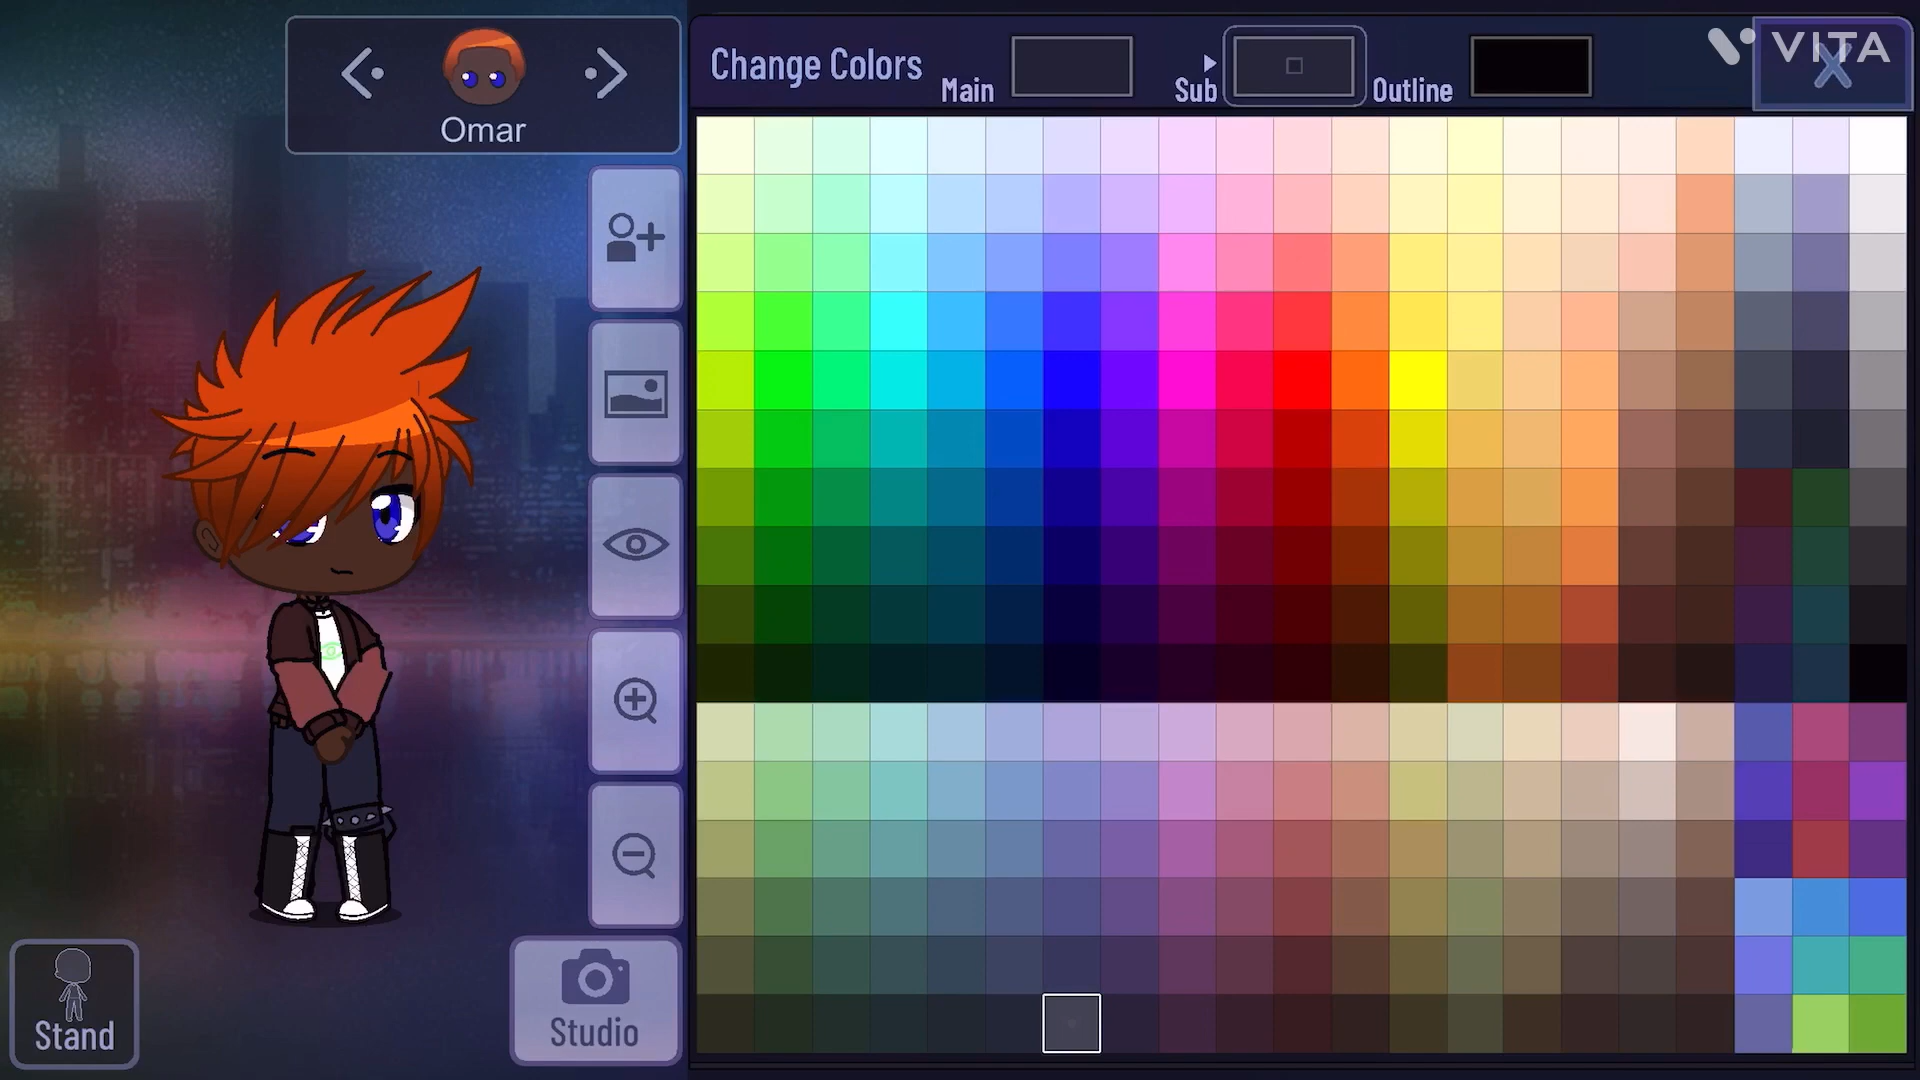 Omar
Change Colors
Main
Sub
Outline
VITA
X
Stand
Studio